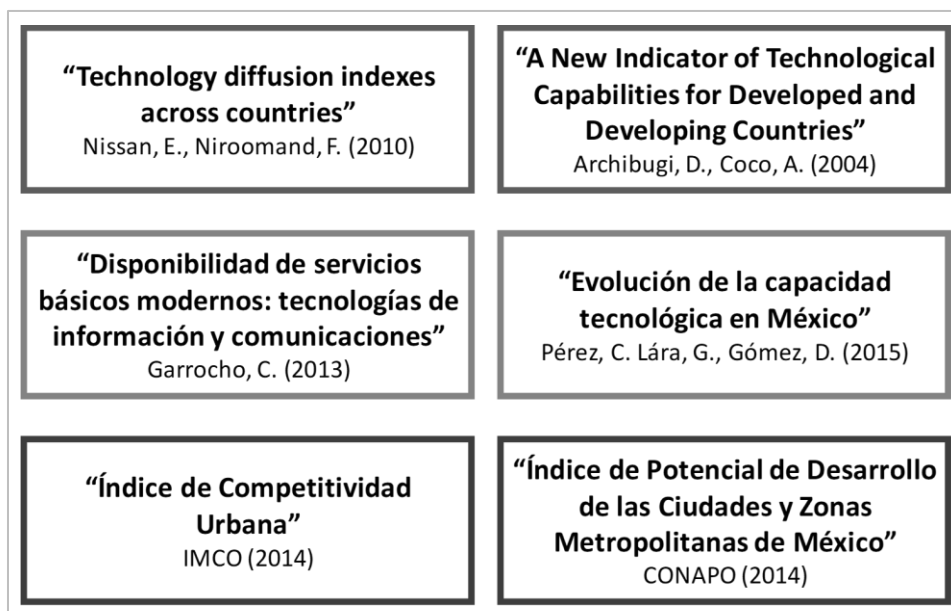 “Technology diffusion indexes
across countries”
Nissan, E., Niroomand, F. (2010)
“A New Indicator of Technological
Capabilities for Developed and
Developing Countries”
Archibugi, D., Coco, A. (2004)
“Disponibilidad de servicios
básicos modernos: tecnologías de
información y comunicaciones”
Garrocho, C. (2013)
“Evolución de la capacidad
tecnológica en México”
Pérez, C. Lára, G., Gómez, D. (2015)
“Índice de Competitividad
Urbana”
IMCO (2014)
“Índice de Potencial de Desarrollo
de las Ciudades y Zonas
Metropolitanas de México”
CONAPO (2014)